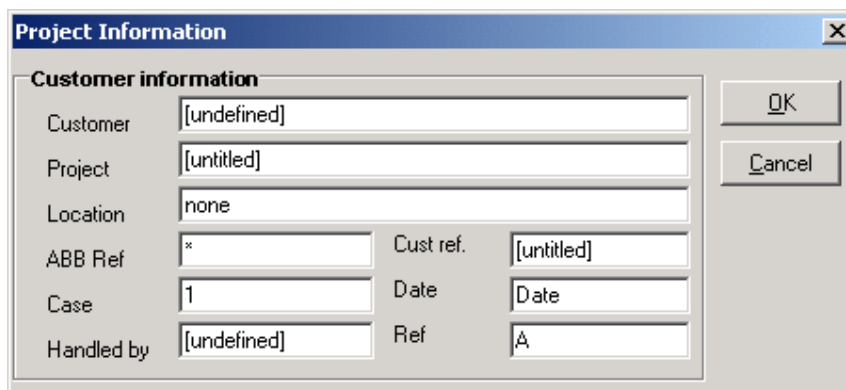 Project Information
Customer information
Customer [undefined]
Project [untitled]
Location none
ABB Ref * Cust ref. [untitled]
Case 1 Date Date
Handled by [undefined] Ref A
OK
Cancel